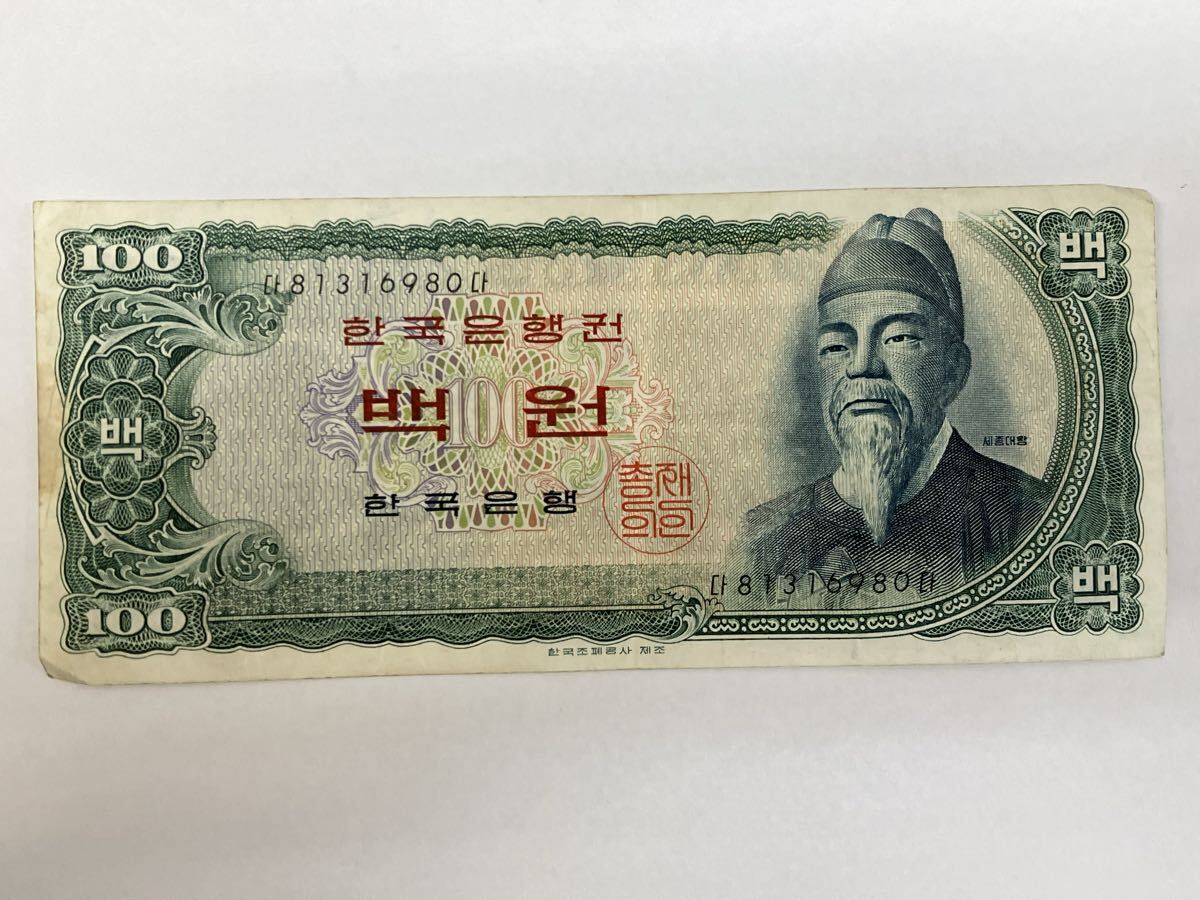 100
백
다81316980다
한국은행권
백원
100
백
한국은행
총재의인
세종대왕
다81316980다
100
백
한국조폐공사 제조